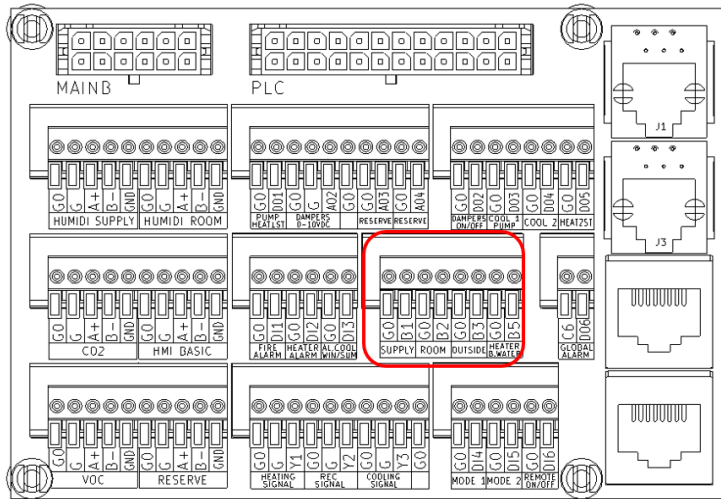 MAINB PLC
J1
G0 G A+ B- GND G0 G A+ B- GND G0 DO1 G0 G AO2 G0 AO3 G0 AO4 G0 DO2 G0 DO3 G0 DO4 G0 DO5
HUMIDI SUPPLY HUMIDI ROOM PUMP HEAT1ST DAMPERS 0-10VDC RESERVE RESERVE DAMPERS ON/OFF COOL 1 PUMP COOL 2 HEAT2ST
J3
G0 G A+ B- GND G0 G A+ B- GND G0 DI1 G0 DI2 G0 DI3 G0 B1 G0 B2 G0 B3 G0 B5 C6 DO6
CO2 HMI BASIC FIRE ALARM HEATER ALARM AL.COOL WIN/SUM SUPPLY ROOM OUTSIDE HEATER B.WATER GLOBAL ALARM
G0 G A+ B- GND G0 G A+ B- GND G0 G Y1 G0 G Y2 G0 G Y3 G0 G0 DI4 G0 DI5 G0 DI6
VOC RESERVE HEATING SIGNAL REC SIGNAL COOLING SIGNAL MODE 1 MODE 2 REMOTE ON/OFF